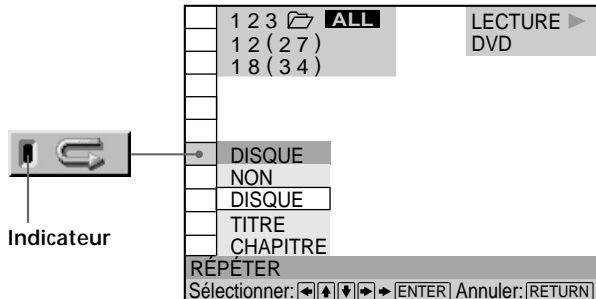 1 2 3 ALL
1 2 ( 2 7 )
1 8 ( 3 4 )
LECTURE
DVD
DISQUE
NON
DISQUE
TITRE
CHAPITRE
Indicateur
RÉPÉTER
Sélectionner: ENTER Annuler: RETURN